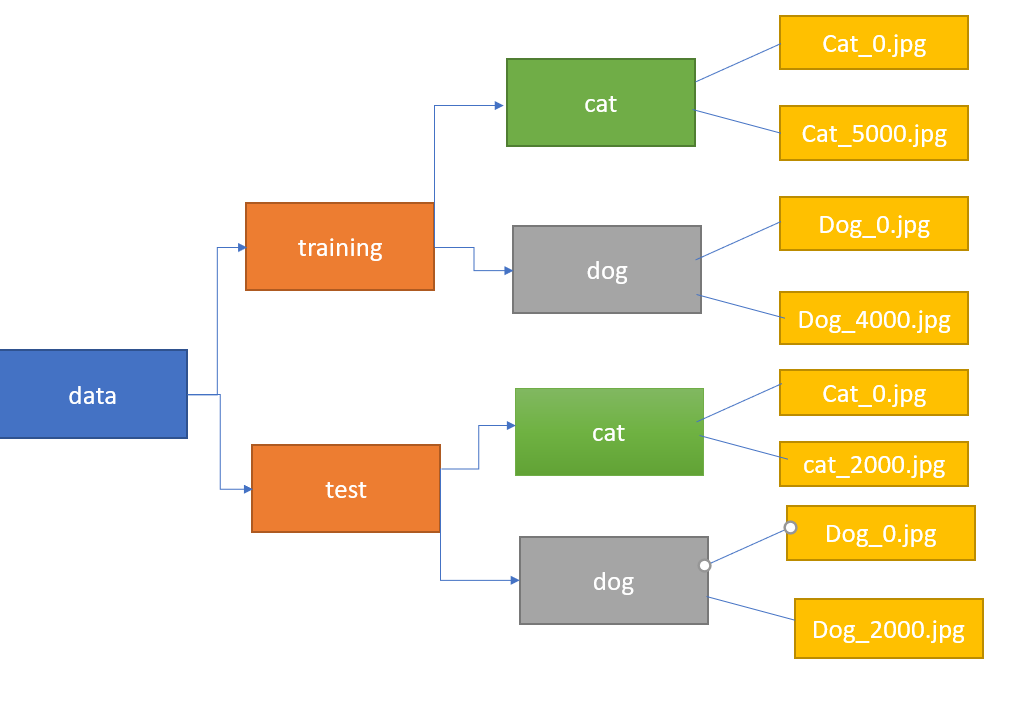 data
training
test
cat
dog
cat
dog
Cat_0.jpg
Cat_5000.jpg
Dog_0.jpg
Dog_4000.jpg
Cat_0.jpg
cat_2000.jpg
Dog_0.jpg
Dog_2000.jpg